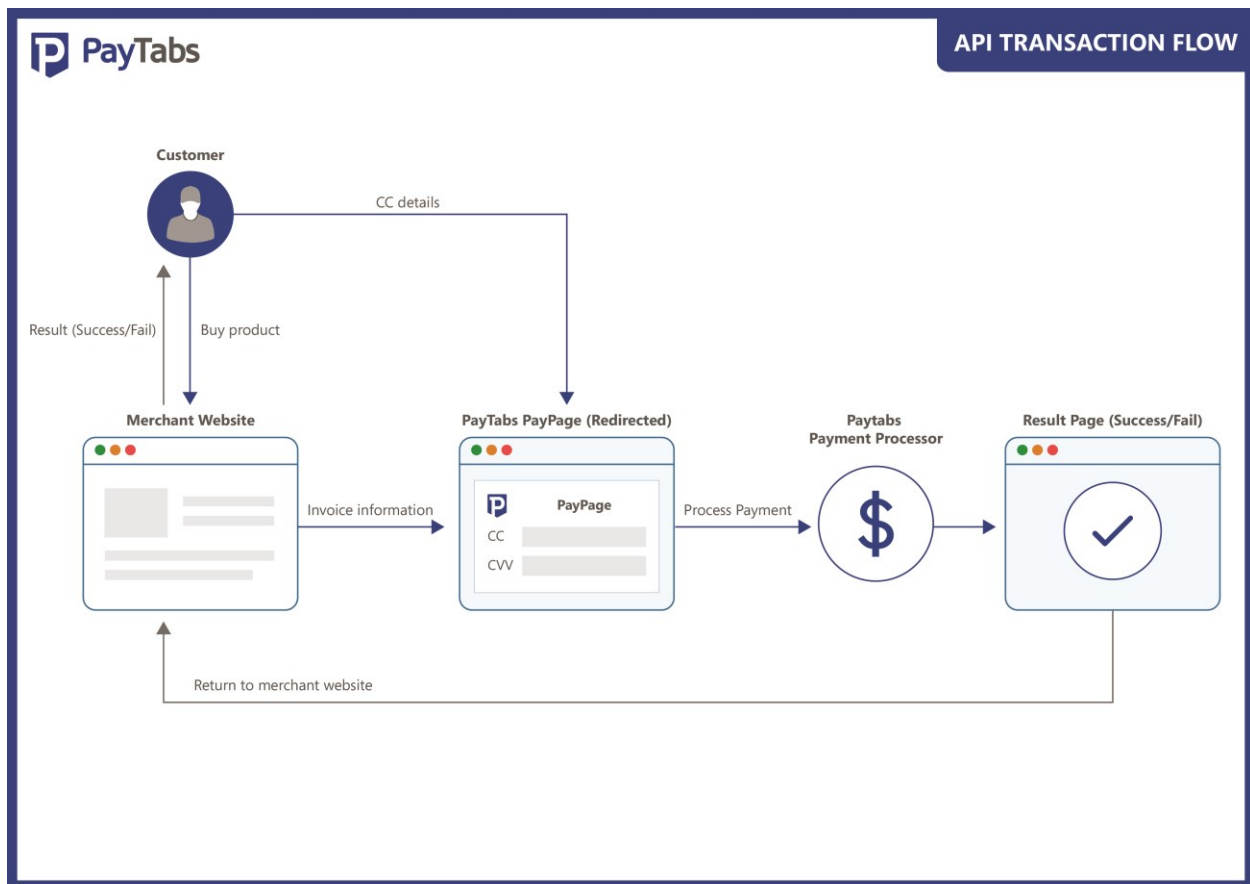 PayTabs
API TRANSACTION FLOW
Customer
CC details
Result (Success/Fail)
Buy product
Merchant Website
PayTabs PayPage (Redirected)
Paytabs
Payment Processor
Result Page (Success/Fail)
Invoice information
PayPage
CC
CVV
Process Payment
$
Return to merchant website